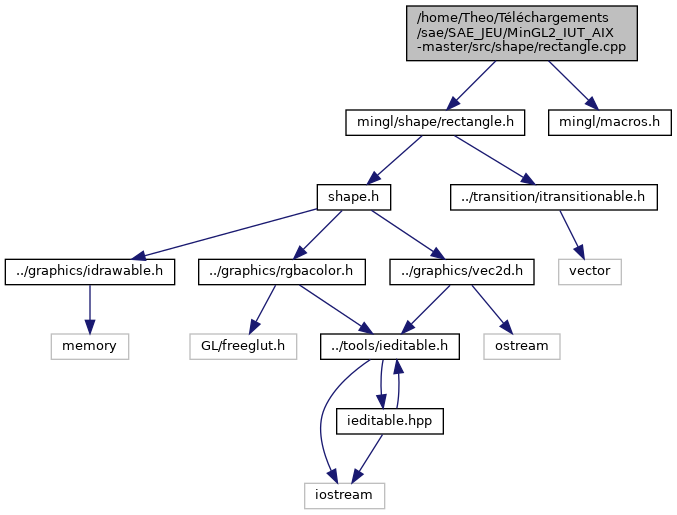 /home/Theo/Téléchargements
/sae/SAE_JEU/MinGL2_IUT_AIX
-master/src/shape/rectangle.cpp
mingl/shape/rectangle.h
mingl/macros.h
shape.h
../transition/itransitionable.h
../graphics/idrawable.h
../graphics/rgbacolor.h
../graphics/vec2d.h
vector
memory
GL/freeglut.h
../tools/ieditable.h
ostream
ieditable.hpp
iostream